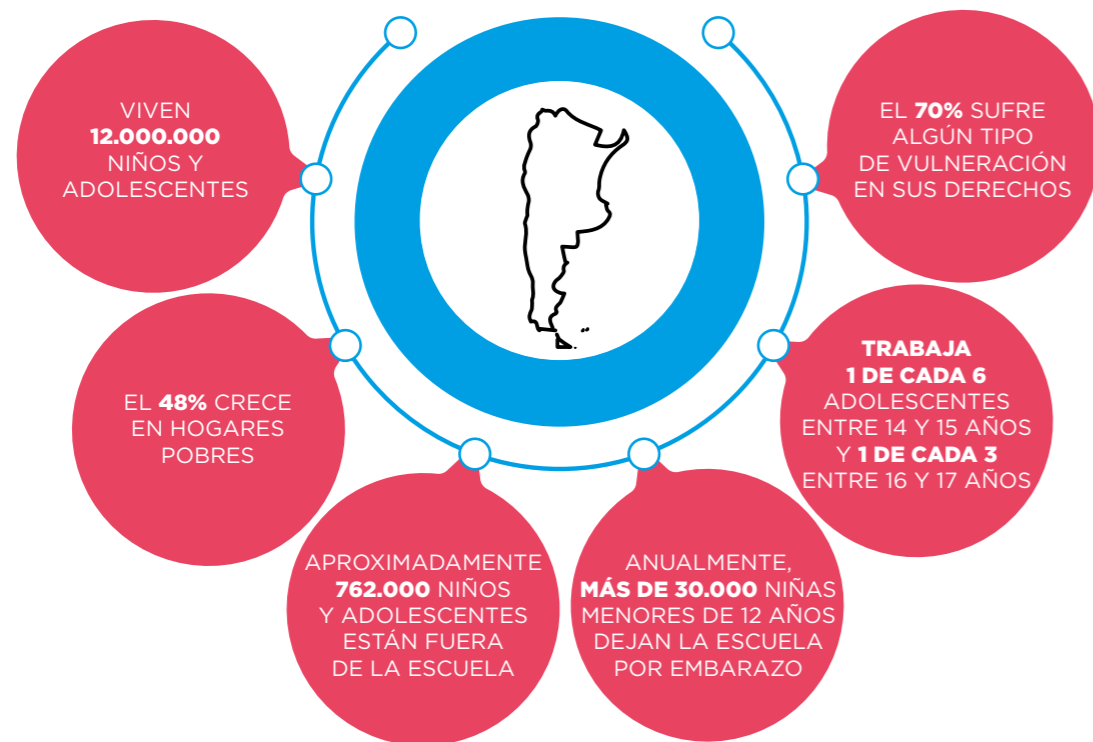 VIVEN
12.000.000
NIÑOS Y
ADOLESCENTES
EL 48% CRECE
EN HOGARES
POBRES
APROXIMADAMENTE
762.000 NIÑOS
Y ADOLESCENTES
ESTÁN FUERA
DE LA ESCUELA
ANUALMENTE,
MÁS DE 30.000 NIÑAS
MENORES DE 12 AÑOS
DEJAN LA ESCUELA
POR EMBARAZO
TRABAJA
1 DE CADA 6
ADOLESCENTES
ENTRE 14 Y 15 AÑOS
Y 1 DE CADA 3
ENTRE 16 Y 17 AÑOS
EL 70% SUFRE
ALGÚN TIPO
DE VULNERACIÓN
EN SUS DERECHOS